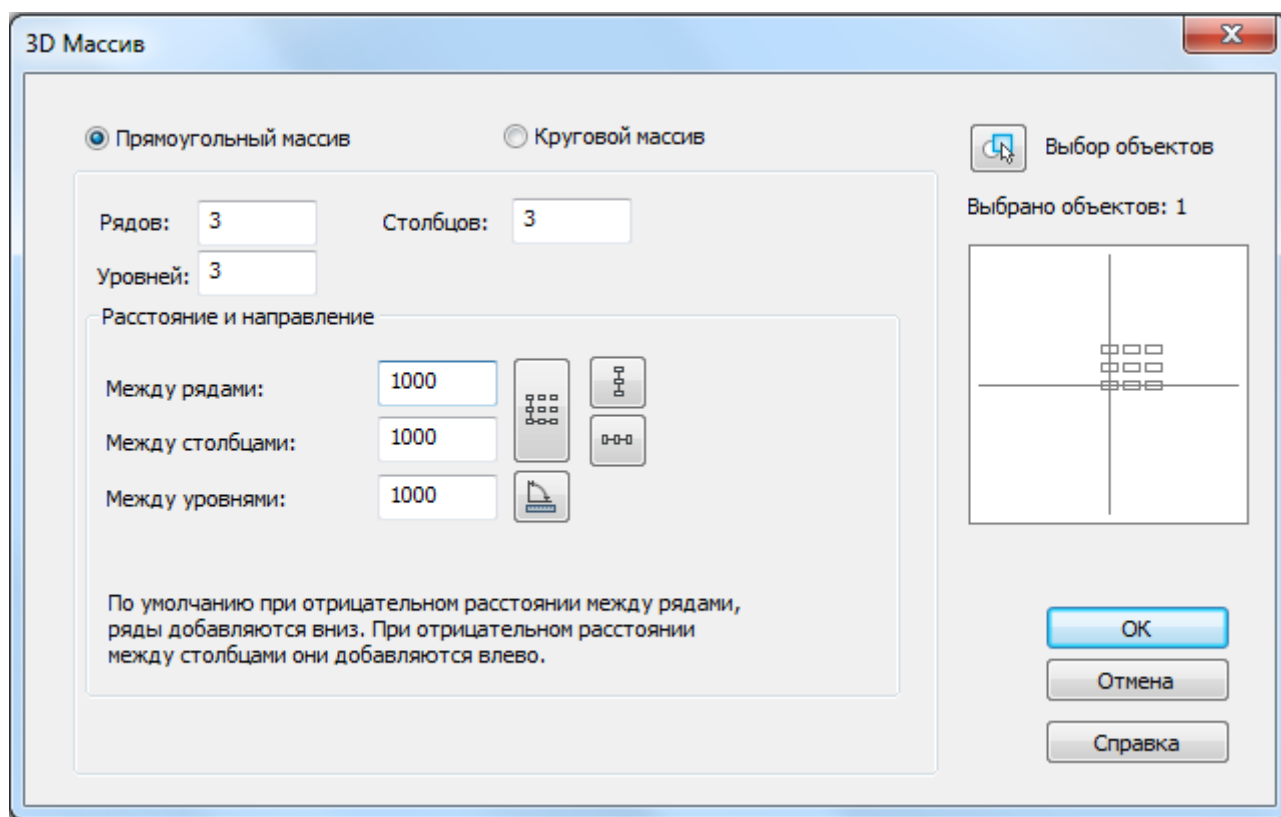 3D Массив
Прямоугольный массив
Круговой массив
Выбор объектов
Рядов: 3
Столбцов: 3
Выбрано объектов: 1
Уровней: 3
Расстояние и направление
Между рядами: 1000
Между столбцами: 1000
Между уровнями: 1000
По умолчанию при отрицательном расстоянии между рядами,
ряды добавляются вниз. При отрицательном расстоянии
между столбцами они добавляются влево.
OK
Отмена
Справка